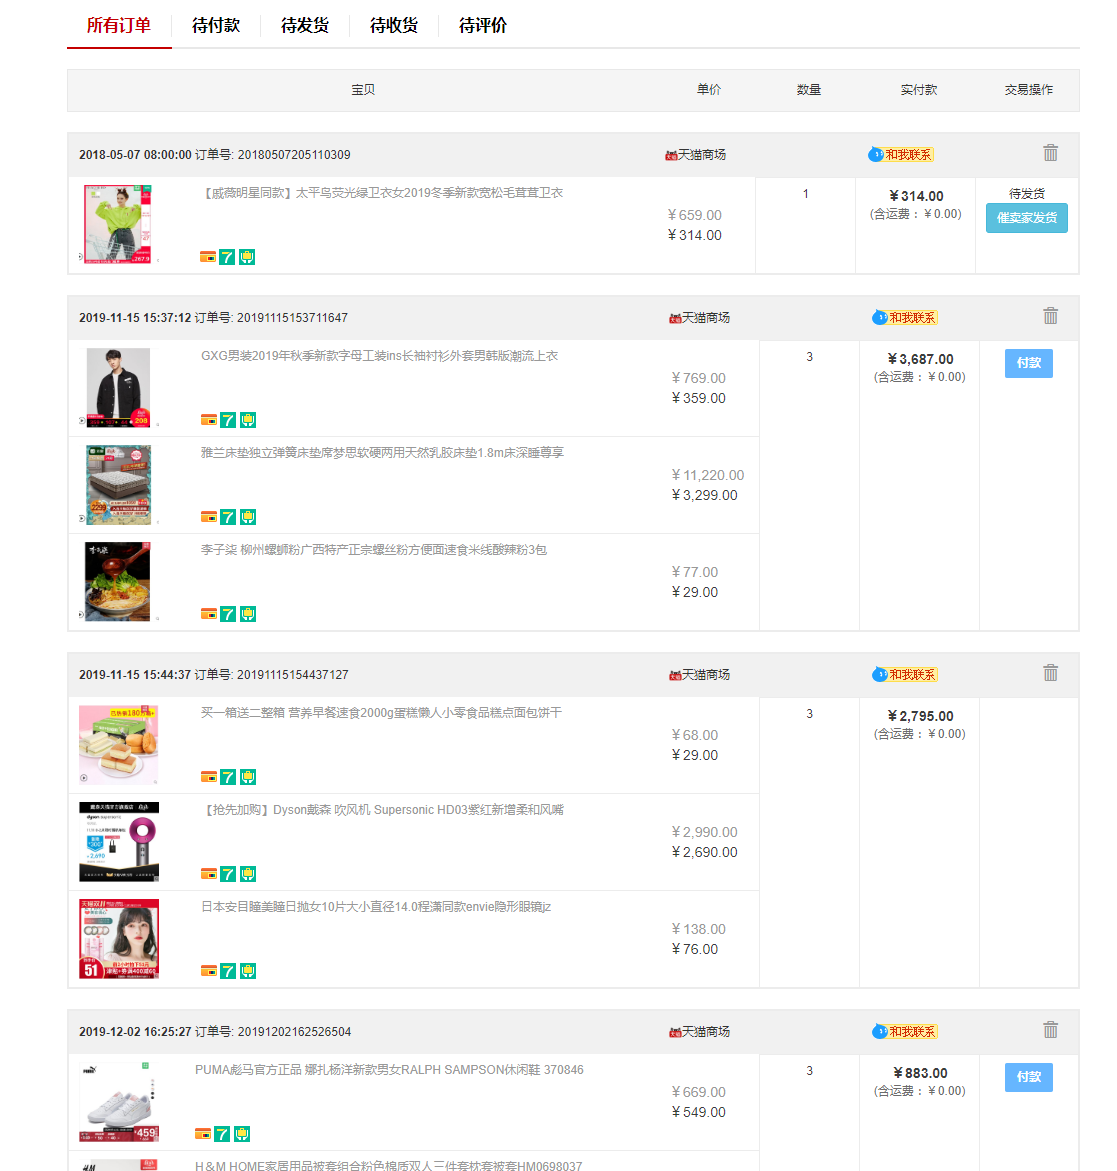 所有订单 待付款 待发货 待收货 待评价
宝贝 单价 数量 实付款 交易操作
2018-05-07 08:00:00 订单号: 20180507205110309 天猫商场 和我联系
【戚薇明星同款】太平鸟荧光绿卫衣女2019冬季新款宽松毛茸茸卫衣
￥659.00
￥314.00
1
￥314.00
(含运费：￥0.00)
待发货
催卖家发货
2019-11-15 15:37:12 订单号: 20191115153711647 天猫商场 和我联系
GXG男装2019年秋季新款字母工装ins长袖衬衫外套男韩版潮流上衣
￥769.00
￥359.00
3
￥3,687.00
(含运费：￥0.00)
付款
雅兰床垫独立弹簧床垫席梦思软硬两用天然乳胶床垫1.8m床深睡尊享
￥11,220.00
￥3,299.00
李子柒 柳州螺蛳粉广西特产正宗螺丝粉方便面速食米线酸辣粉3包
￥77.00
￥29.00
2019-11-15 15:44:37 订单号: 20191115154437127 天猫商场 和我联系
买一箱送二整箱 营养早餐速食2000g蛋糕懒人小零食品糕点面包饼干
￥68.00
￥29.00
3
￥2,795.00
(含运费：￥0.00)
【抢先加购】Dyson戴森 吹风机 Supersonic HD03紫红新增柔和风嘴
￥2,990.00
￥2,690.00
日本安目瞳美瞳日抛女10片大小直径14.0程潇同款envie隐形眼镜jz
￥138.00
￥76.00
2019-12-02 16:25:27 订单号: 20191202162526504 天猫商场 和我联系
PUMA彪马官方正品 娜扎杨洋新款男女RALPH SAMPSON休闲鞋 370846
￥669.00
￥549.00
3
￥883.00
(含运费：￥0.00)
付款
H＆M HOME家居用品被套组合粉色棉质双人三件套枕套被套HM0698037